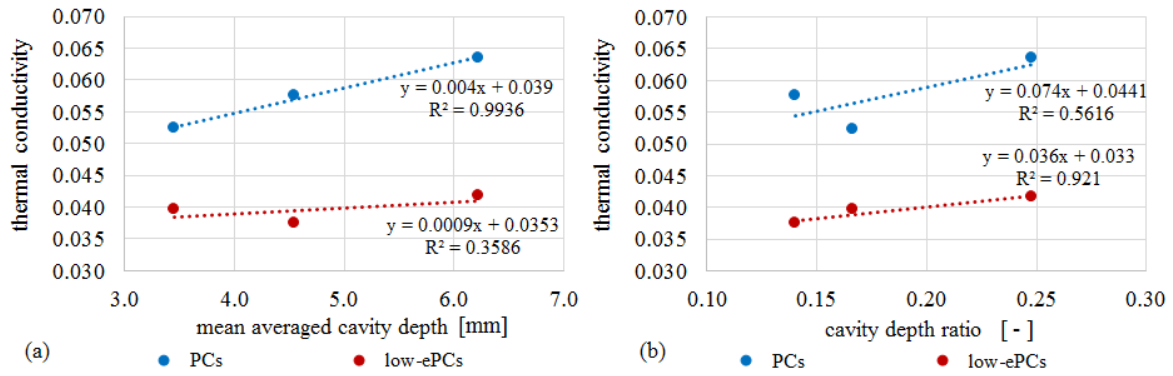 thermal conductivity
0.070
0.065
0.060
0.055
0.050
0.045
0.040
0.035
0.030
y = 0.004x + 0.039
R² = 0.9936
y = 0.0009x + 0.0353
R² = 0.3586
3.0 4.0 5.0 6.0 7.0
mean averaged cavity depth [mm]
(a)
PCs low-ePCs
thermal conductivity
0.070
0.065
0.060
0.055
0.050
0.045
0.040
0.035
0.030
y = 0.074x + 0.0441
R² = 0.5616
y = 0.036x + 0.033
R² = 0.921
0.10 0.15 0.20 0.25 0.30
cavity depth ratio [ - ]
(b)
PCs low-ePCs